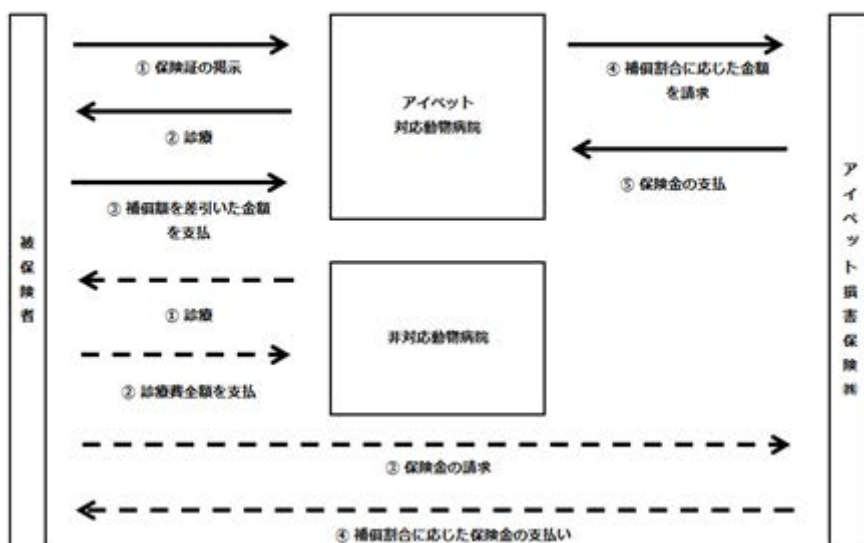 ① 保険証の掲示
② 診療
③ 補償額を差引いた金額
を支払
アイペット
対応動物病院
④ 補償割合に応じた金額
を請求
⑤ 保険金の支払
被保険者
アイペット損害保険㈱
① 診療
② 診療費全額を支払
非対応動物病院
③ 保険金の請求
④ 補償割合に応じた保険金の支払い